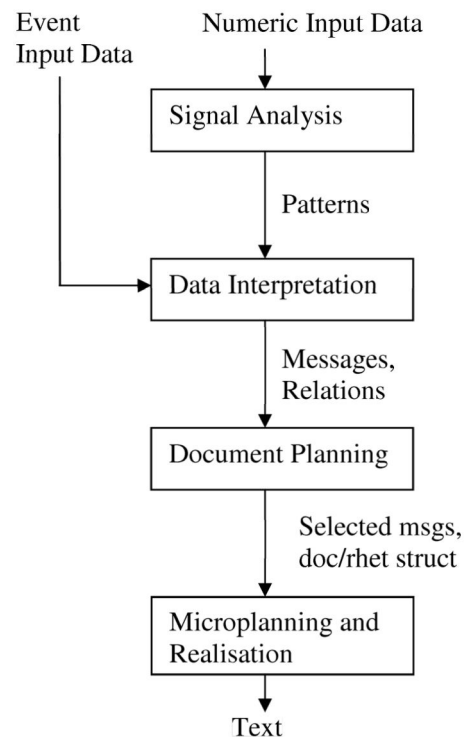 Event
Input Data
Numeric Input Data
Signal Analysis
Patterns
Data Interpretation
Messages,
Relations
Document Planning
Selected msgs,
doc/rhet struct
Microplanning and
Realisation
Text